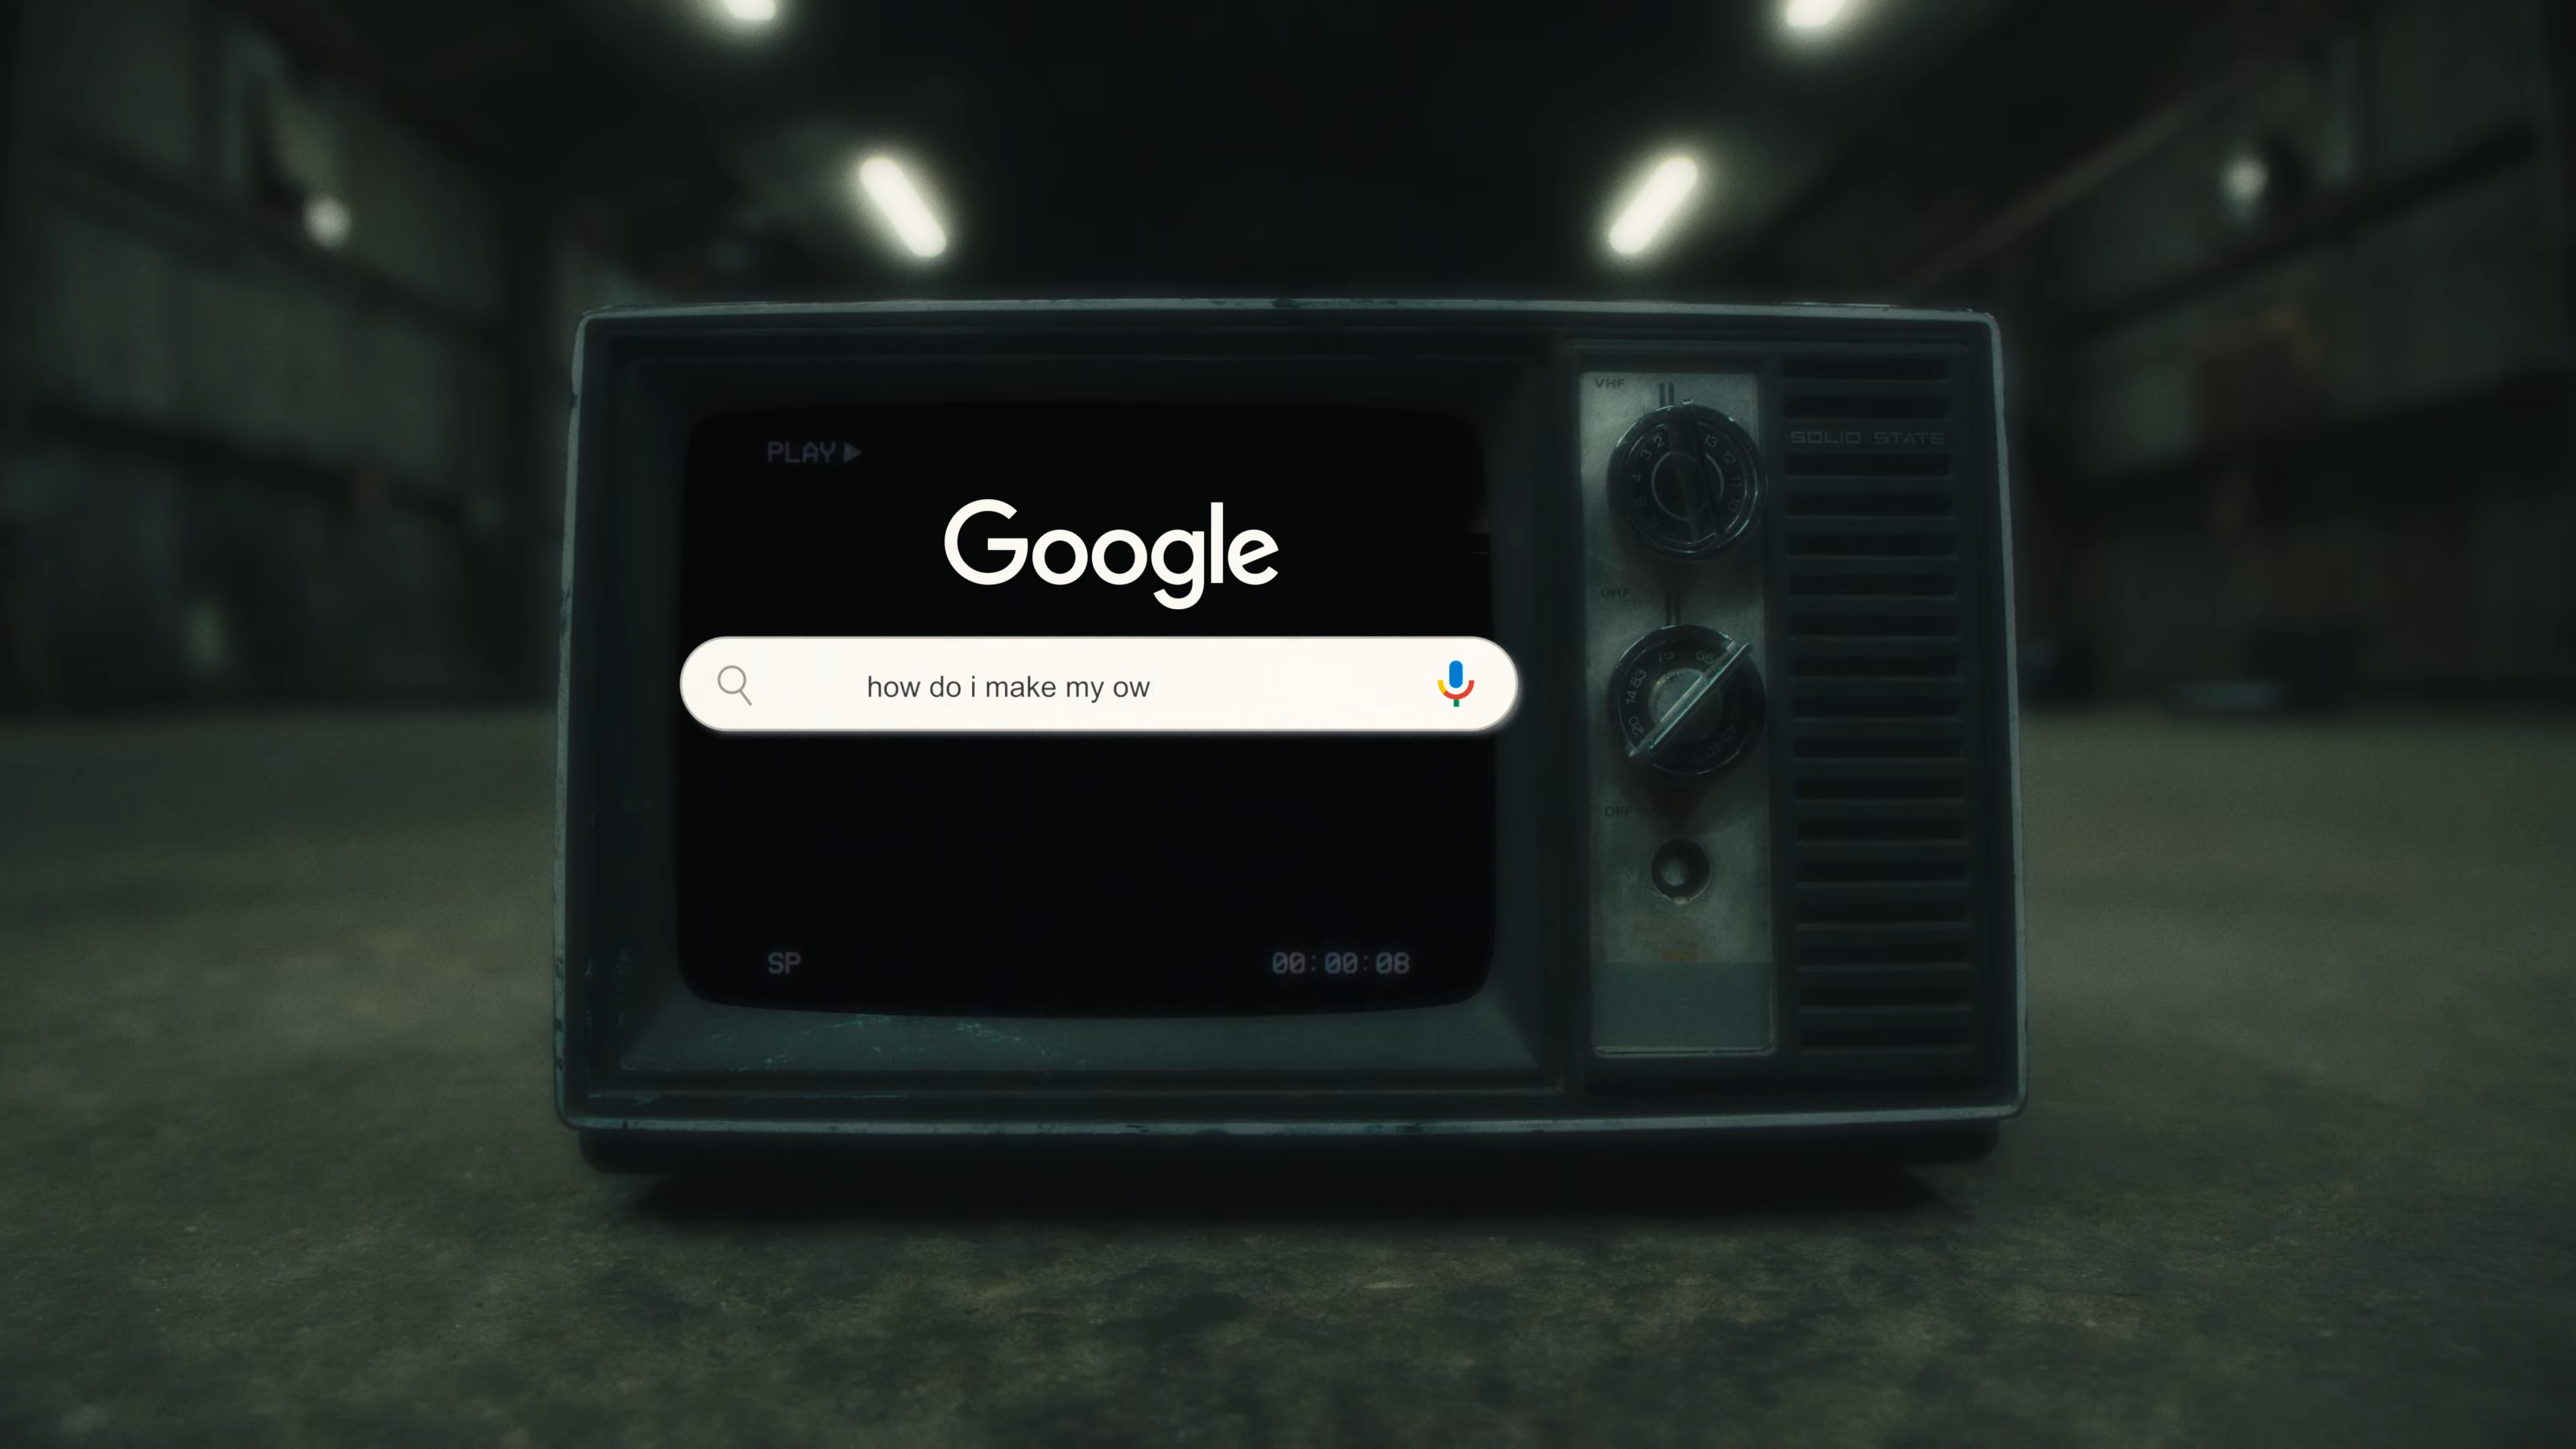 VHF
PLAY
SOLID STATE
Google
UHF
how do i make my ow
OFF
SP
00:00:08